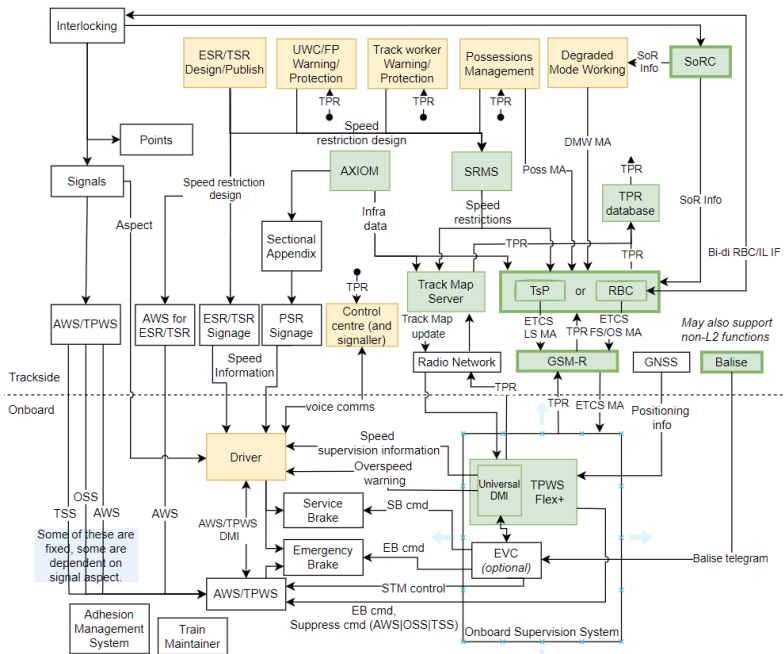 Interlocking
ESR/TSR
Design/Publish
UWC/FP
Warning/
Protection
Track worker
Warning/
Protection
Possessions
Management
Degraded
Mode Working
SoR
Info
SoRC
TPR
TPR
TPR
Points
Speed
restriction design
DMW MA
Signals
AXIOM
SRMS
Poss MA
TPR
Speed restriction
design
TPR
database
SoR Info
Aspect
Infra
data
Speed
restrictions
Sectional
Appendix
TPR
TPR
Bi-di RBC/IL IF
TPR
Track Map
Server
TsP
or
RBC
AWS/TPWS
AWS for
ESR/TSR
ESR/TSR
Signage
PSR
Signage
Control
centre (and
signaller)
Track Map
update
ETCS
LS MA
TPR
ETCS
FS/OS MA
May also support
non-L2 functions
Speed
Information
Radio Network
GSM-R
GNSS
Balise
Trackside
TPR
Onboard
voice comms
TPR
ETCS MA
Positioning
info
Driver
Speed
supervision information
Overspeed
warning
Universal
DMI
TPWS
Flex+
OSS
TSS
AWS
AWS
AWS/TPWS
DMI
Service
Brake
SB cmd
Some of these are
fixed, some are
dependent on
signal aspect.
Emergency
Brake
EB cmd
EVC
(optional)
Balise telegram
AWS/TPWS
STM control
Adhesion
Management
System
Train
Maintainer
EB cmd,
Suppress cmd (AWS|OSS|TSS)
Onboard Supervision System